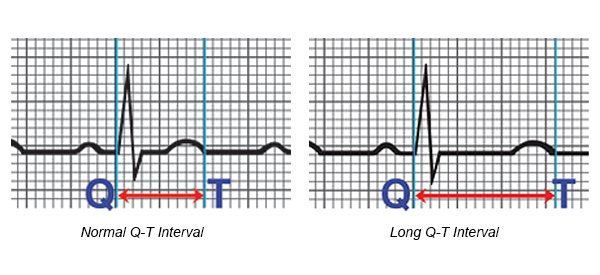 Q T
Q T
Normal Q-T Interval
Long Q-T Interval